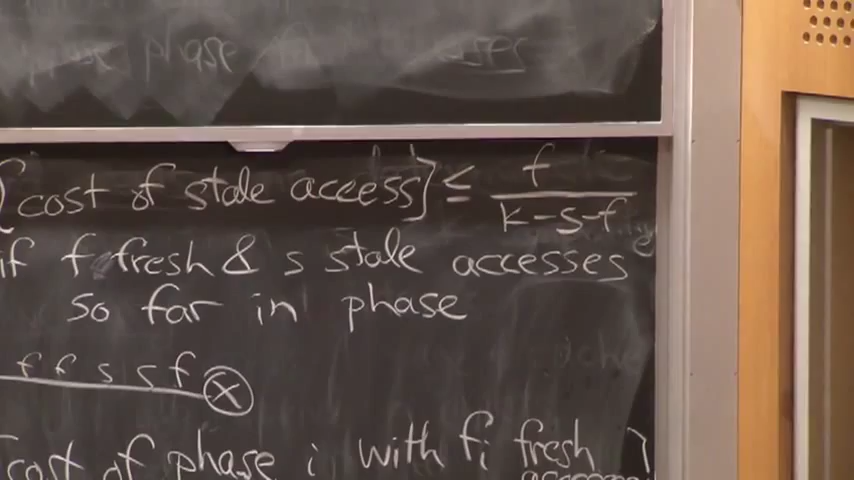 phase
[cost of stale access] ≤ f / (k-s-f)
if f fresh & s stale accesses
so far in phase
f f s s f ⓧ
cost of phase i with fᵢ fresh ]